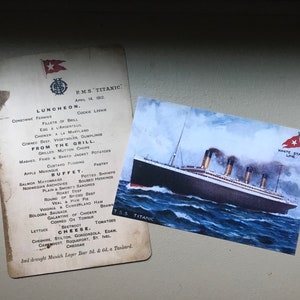 R.M.S. "TITANIC."
APRIL 14, 1912.
LUNCHEON.
CONSOMMÉ FERMIER COCKIE LEEKIE
FILLETS OF BRILL
EGG À L'ARGENTEUIL
CHICKEN À LA MARYLAND
CORNED BEEF, VEGETABLES, DUMPLINGS
FROM THE GRILL.
GRILLED MUTTON CHOPS
MASHED, FRIED & BAKED JACKET POTATOES
CUSTARD PUDDING
APPLE MERINGUE PASTRY
BUFFET.
SALMON MAYONNAISE POTTED SHRIMPS
NORWEGIAN ANCHOVIES SOUSED HERRINGS
PLAIN & SMOKED SARDINES
ROAST BEEF
ROUND OF SPICED BEEF
VEAL & HAM PIE
VIRGINIA & CUMBERLAND HAM
BOLOGNA SAUSAGE BRAWN
GALANTINE OF CHICKEN
CORNED OX TONGUE
LETTUCE BEETROOT TOMATOES
CHEESE.
CHESHIRE, STILTON, GORGONZOLA, EDAM,
CAMEMBERT, ROQUEFORT, ST. IVEL.
CHEDDAR
Iced draught Munich Lager Beer 3d. & 6d. a Tankard.
WHITE STAR
LINE
R.M.S. TITANIC